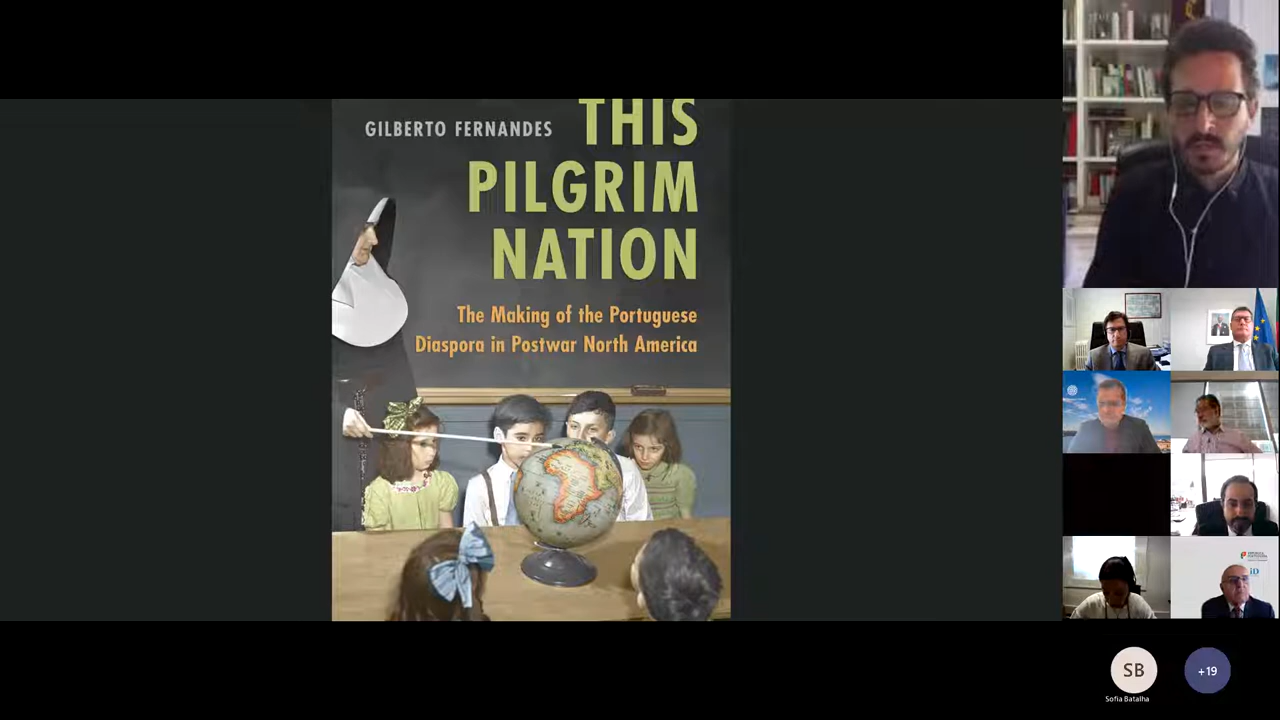 GILBERTO FERNANDES
THIS
PILGRIM
NATION
The Making of the Portuguese
Diaspora in Postwar North America
SB
+19
Sofia Batalha
iD